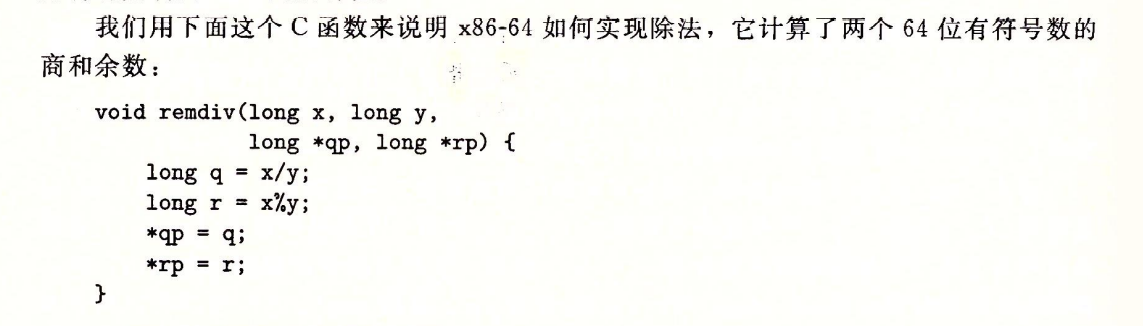 我们用下面这个 C 函数来说明 x86-64 如何实现除法，它计算了两个 64 位有符号数的
商和余数：
void remdiv(long x, long y,
long *qp, long *rp) {
long q = x/y;
long r = x%y;
*qp = q;
*rp = r;
}